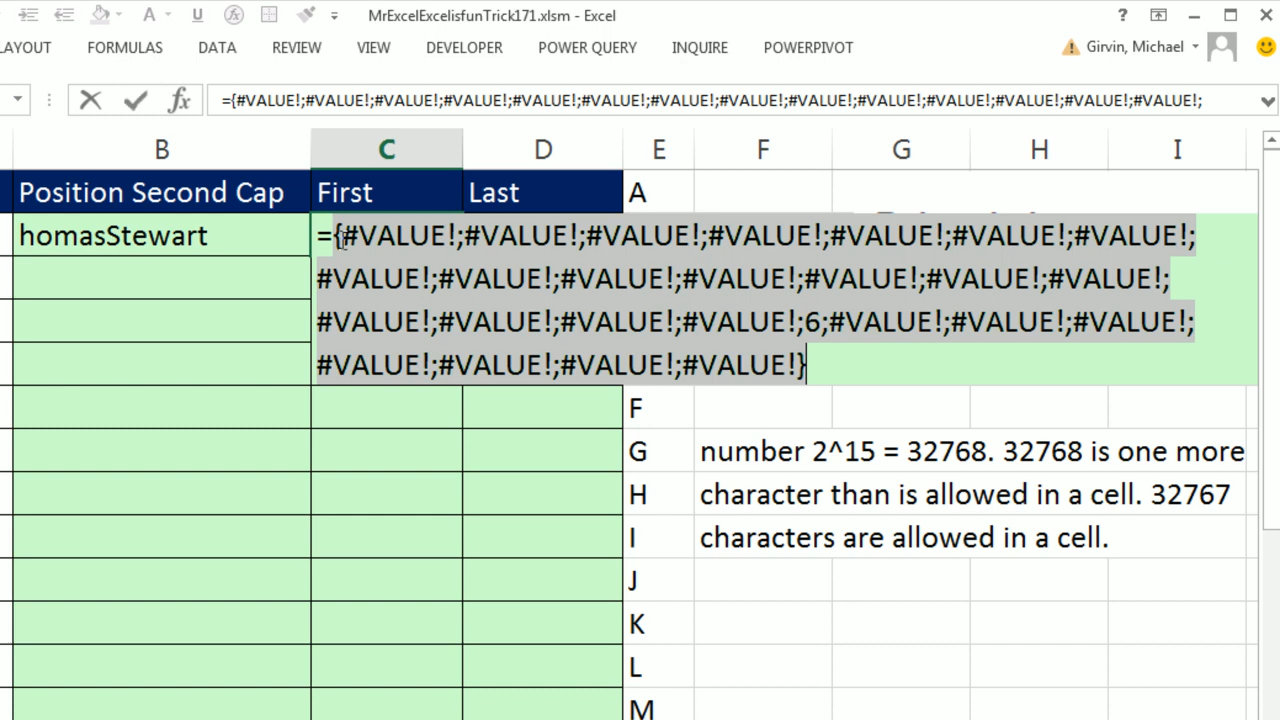 MrExcelExcelisfunTrick171.xlsm - Excel
LAYOUT FORMULAS DATA REVIEW VIEW DEVELOPER POWER QUERY INQUIRE POWERPIVOT Girvin, Michael
={#VALUE!;#VALUE!;#VALUE!;#VALUE!;#VALUE!;#VALUE!;#VALUE!;#VALUE!;#VALUE!;#VALUE!;#VALUE!;#VALUE!;#VALUE!;#VALUE!;
B C D E F G H I
Position Second Cap First Last A
homasStewart ={#VALUE!;#VALUE!;#VALUE!;#VALUE!;#VALUE!;#VALUE!;#VALUE!;
#VALUE!;#VALUE!;#VALUE!;#VALUE!;#VALUE!;#VALUE!;#VALUE!;
#VALUE!;#VALUE!;#VALUE!;#VALUE!;6;#VALUE!;#VALUE!;#VALUE!;
#VALUE!;#VALUE!;#VALUE!;#VALUE!}
F
G number 2^15 = 32768. 32768 is one more
H character than is allowed in a cell. 32767
I characters are allowed in a cell.
J
K
L
M